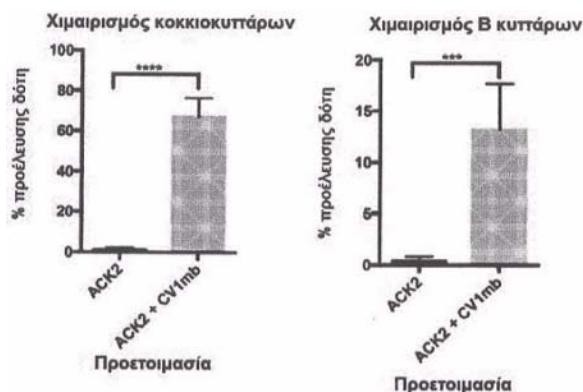 Χιμαιρισμός κοκκιοκυττάρων
% προέλευσης δότη
100
80
60
40
20
0
****
ACK2
ACK2 + CV1mb
Προετοιμασία
Χιμαιρισμός Β κυττάρων
% προέλευσης δότη
20
15
10
5
0
***
ACK2
ACK2 + CV1mb
Προετοιμασία